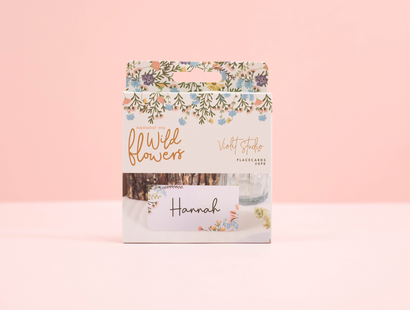 Wild
flowers
Violet Studio
PLACECARDS
Hannah